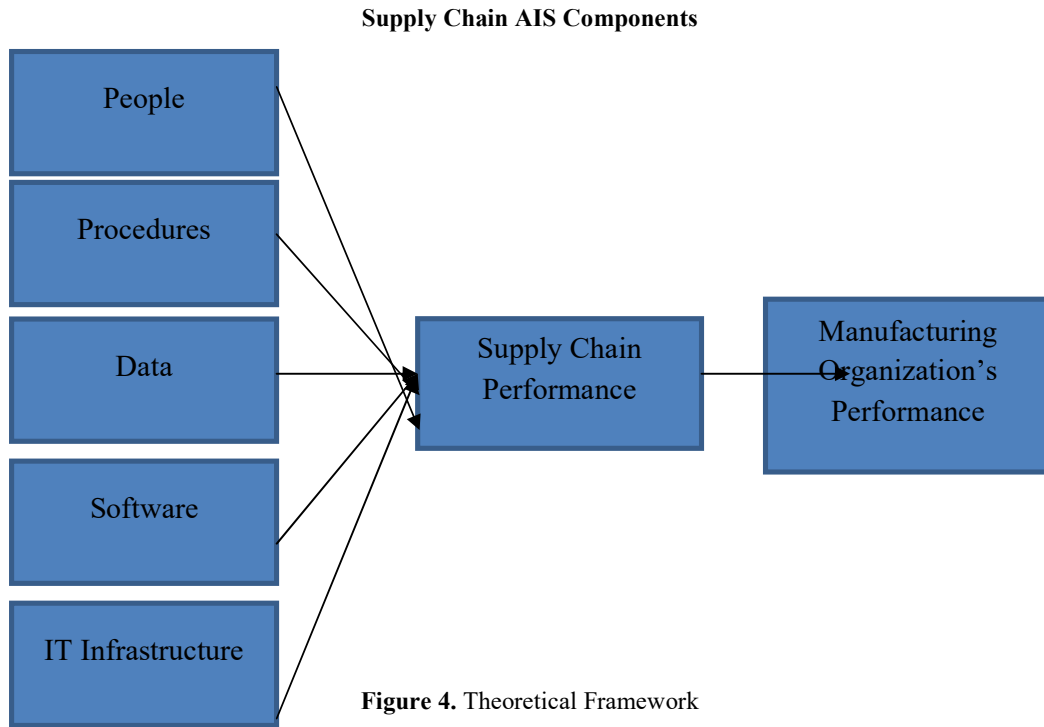 Supply Chain AIS Components
People
Procedures
Data
Software
IT Infrastructure
Supply Chain
Performance
Manufacturing
Organization’s
Performance
Figure 4. Theoretical Framework